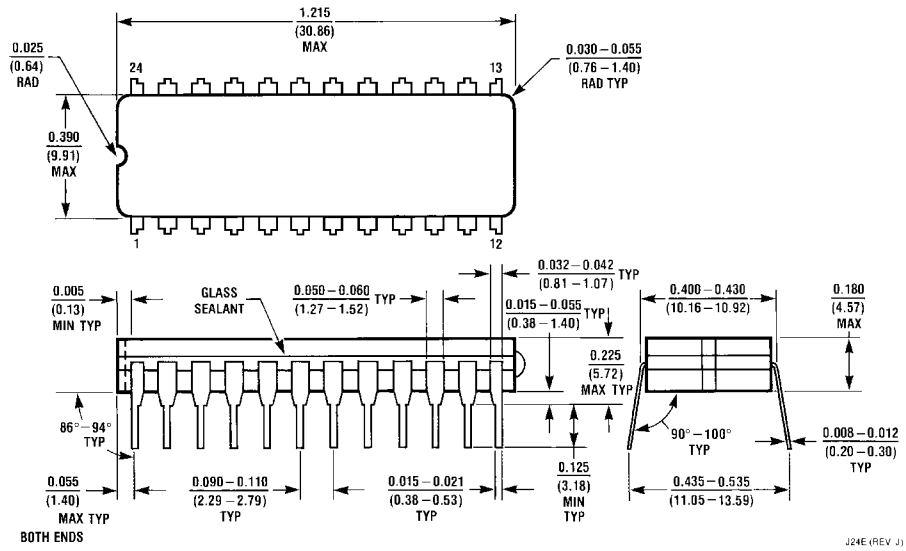 1.215
(30.86)
MAX
0.025
(0.64)
RAD
24
13
0.030–0.055
(0.76–1.40)
RAD TYP
0.390
(9.91)
MAX
1
12
0.005
(0.13)
MIN TYP
GLASS
SEALANT
0.050–0.060
(1.27–1.52)
TYP
0.032–0.042
(0.81–1.07)
TYP
0.015–0.055
(0.38–1.40)
TYP
0.400–0.430
(10.16–10.92)
0.180
(4.57)
MAX
0.225
(5.72)
MAX TYP
86°–94°
TYP
90°–100°
TYP
0.008–0.012
(0.20–0.30)
TYP
0.055
(1.40)
MAX TYP
BOTH ENDS
0.090–0.110
(2.29–2.79)
TYP
0.015–0.021
(0.38–0.53)
TYP
0.125
(3.18)
MIN
TYP
0.435–0.535
(11.05–13.59)
J24E (REV J)